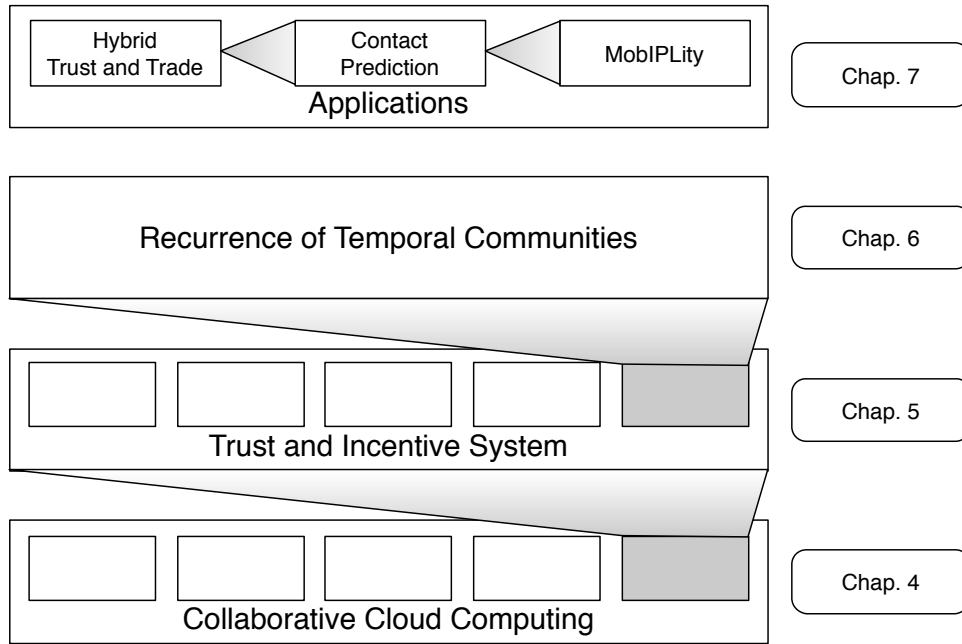 Hybrid
Trust and Trade
Contact
Prediction
MobIPLity
Applications
Chap. 7
Recurrence of Temporal Communities
Chap. 6
Trust and Incentive System
Chap. 5
Collaborative Cloud Computing
Chap. 4